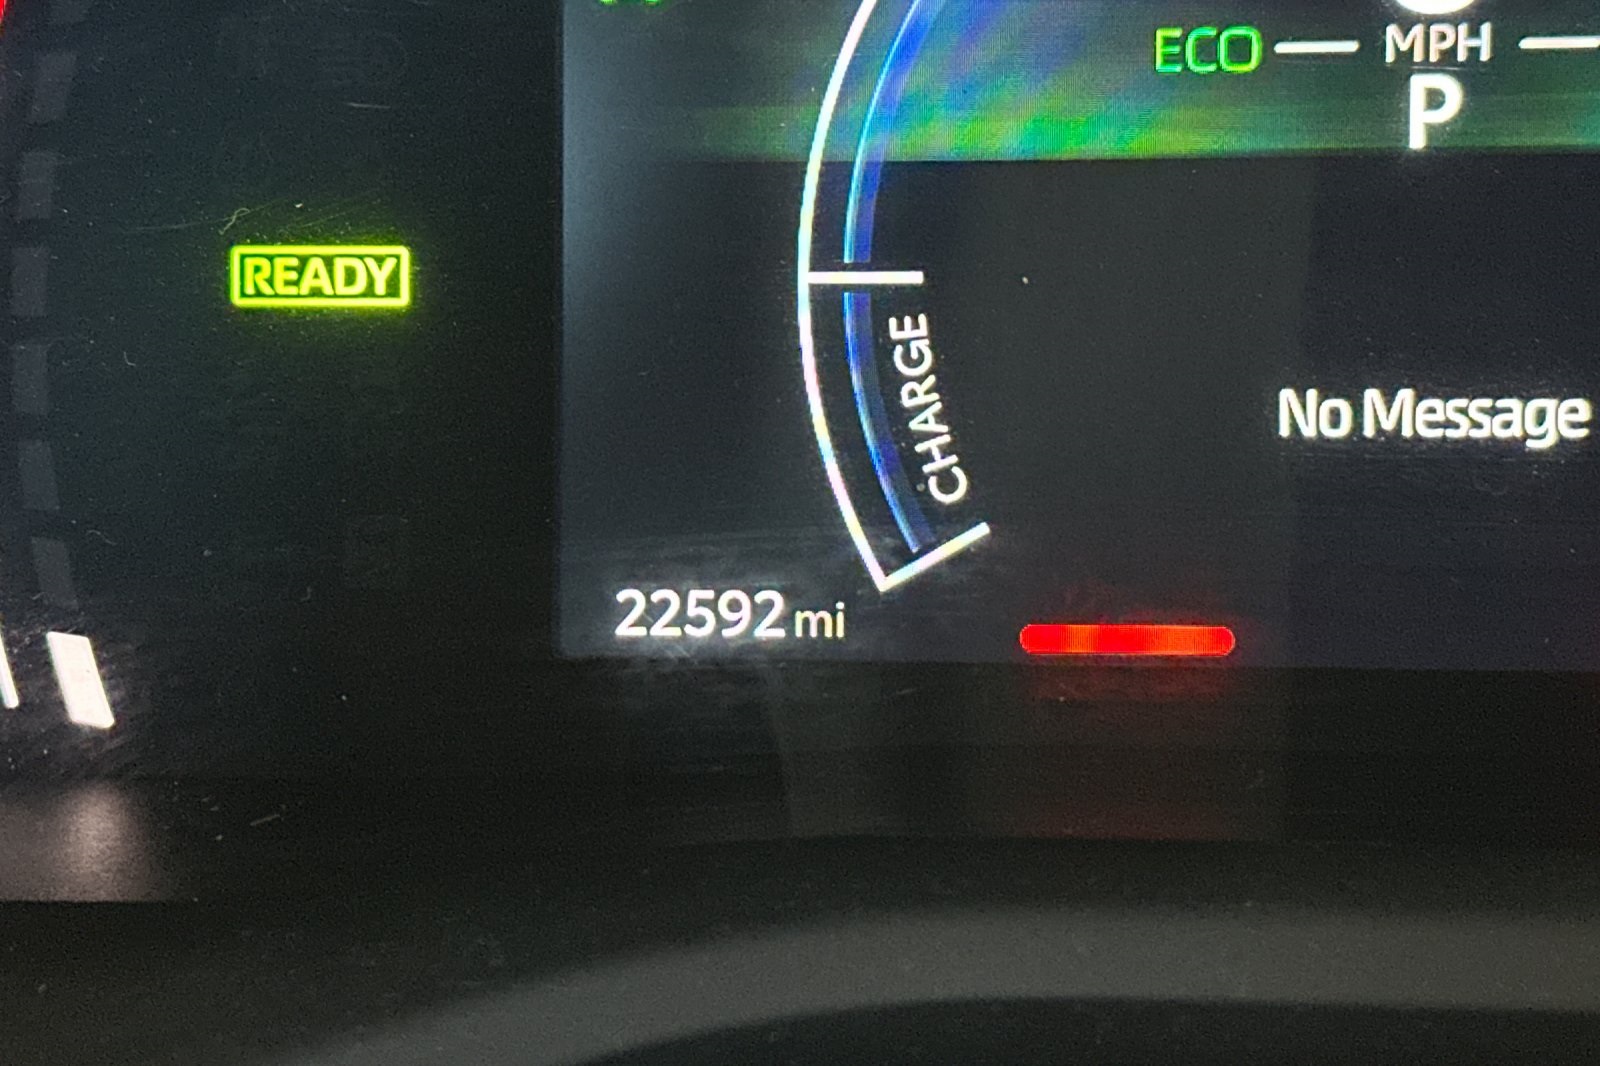 ECO
MPH
P
READY
CHARGE
No Message
22592 mi